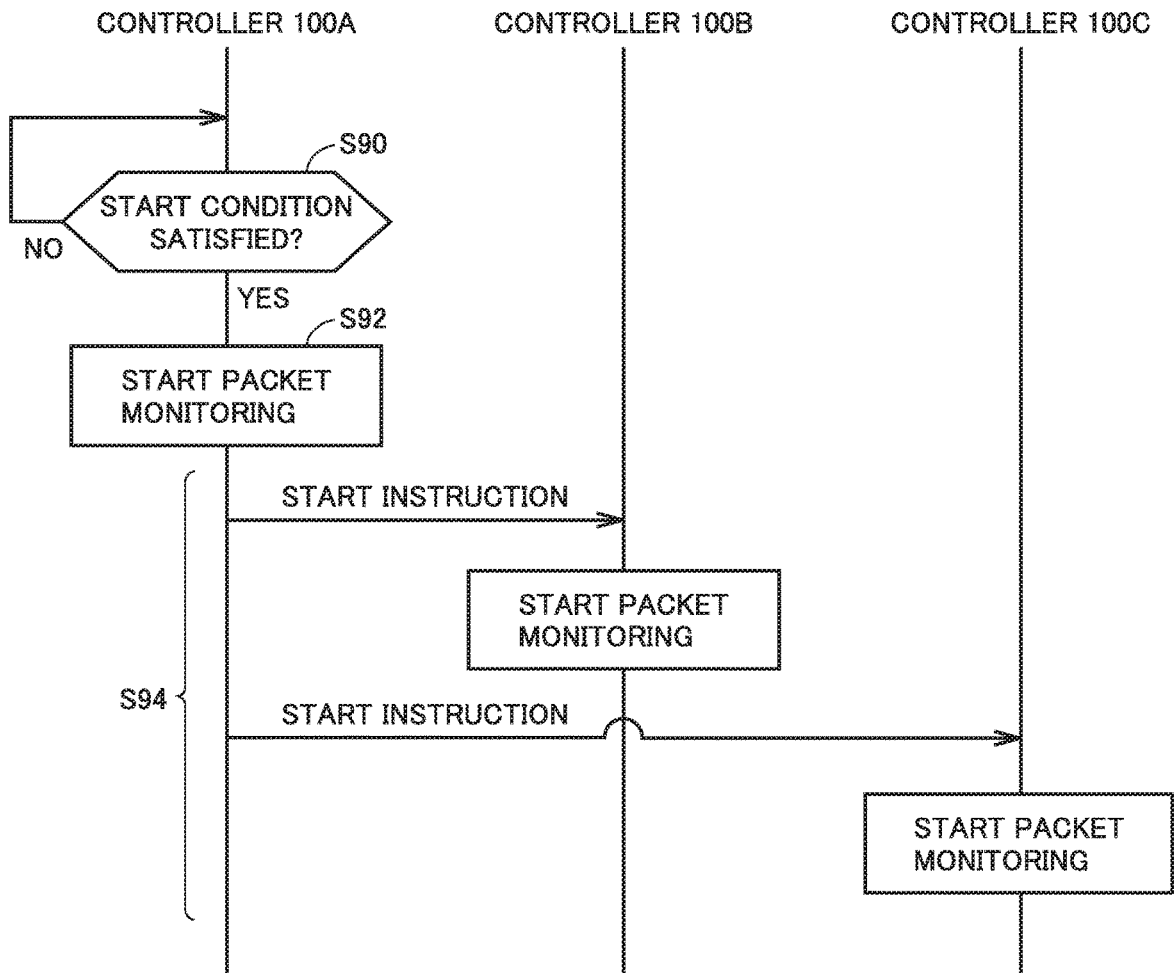 CONTROLLER 100A
CONTROLLER 100B
CONTROLLER 100C
S90
START CONDITION
SATISFIED?
NO
YES
S92
START PACKET
MONITORING
START INSTRUCTION
START PACKET
MONITORING
S94
START INSTRUCTION
START PACKET
MONITORING